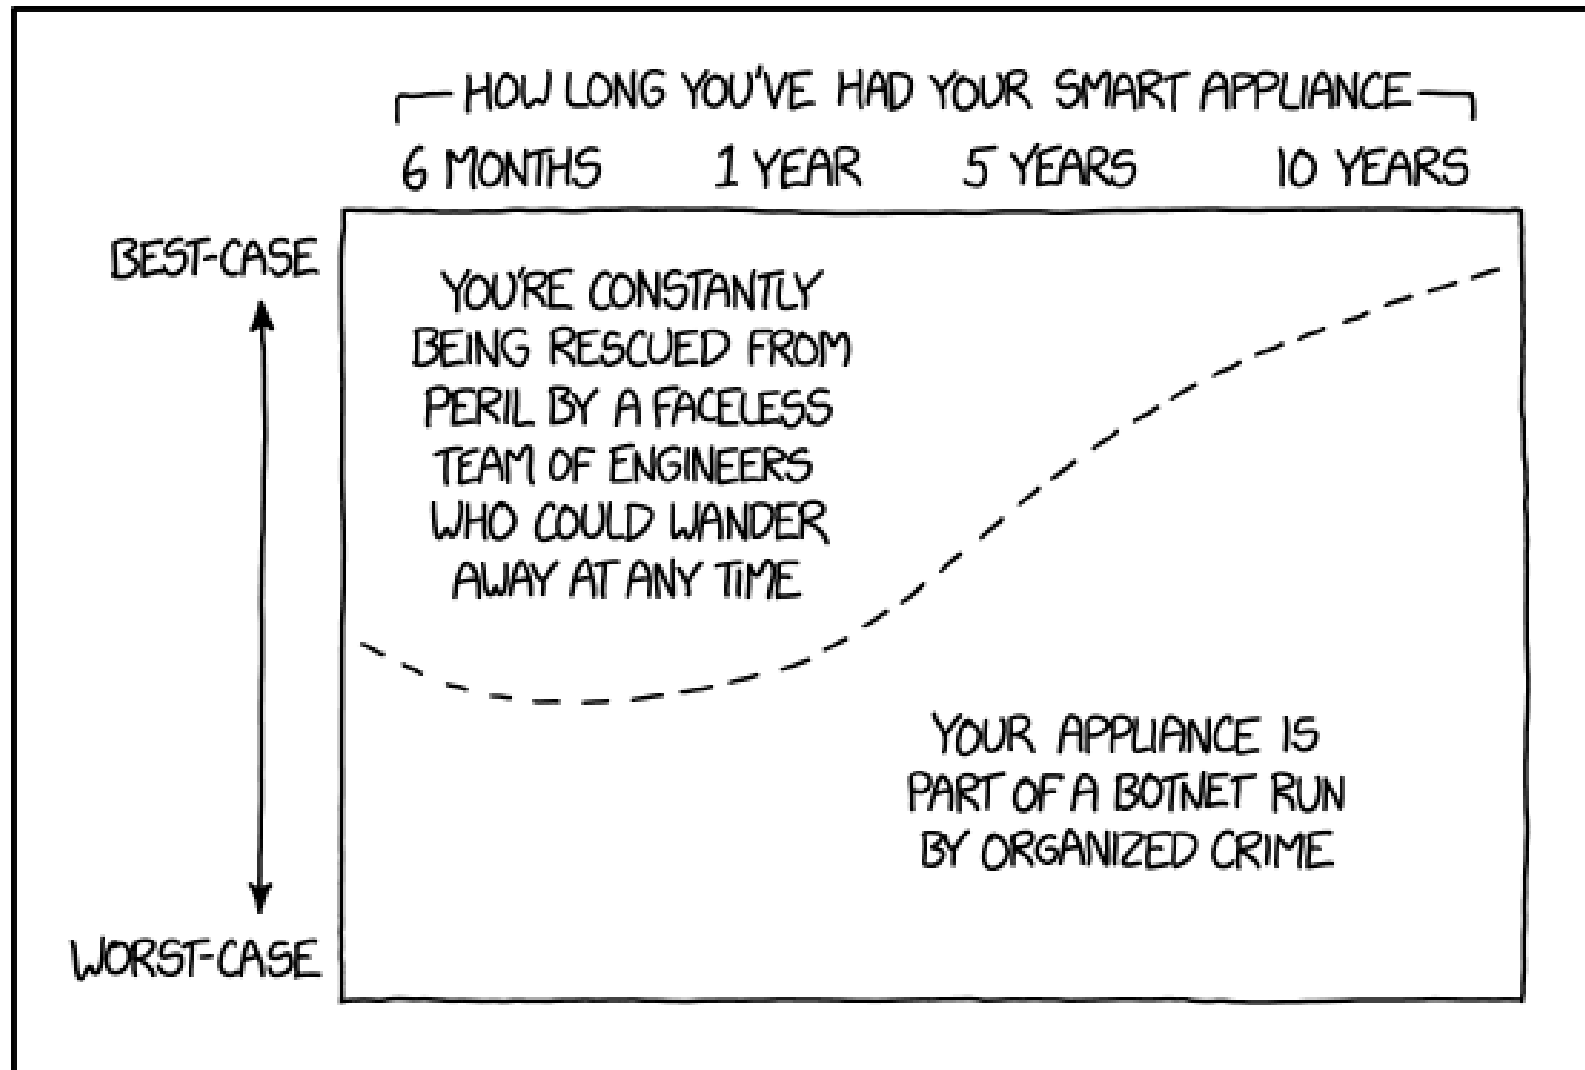 HOW LONG YOU'VE HAD YOUR SMART APPLIANCE
6 MONTHS 1 YEAR 5 YEARS 10 YEARS
BEST-CASE
YOU'RE CONSTANTLY
BEING RESCUED FROM
PERIL BY A FACELESS
TEAM OF ENGINEERS
WHO COULD WANDER
AWAY AT ANY TIME
YOUR APPLIANCE IS
PART OF A BOTNET RUN
BY ORGANIZED CRIME
WORST-CASE